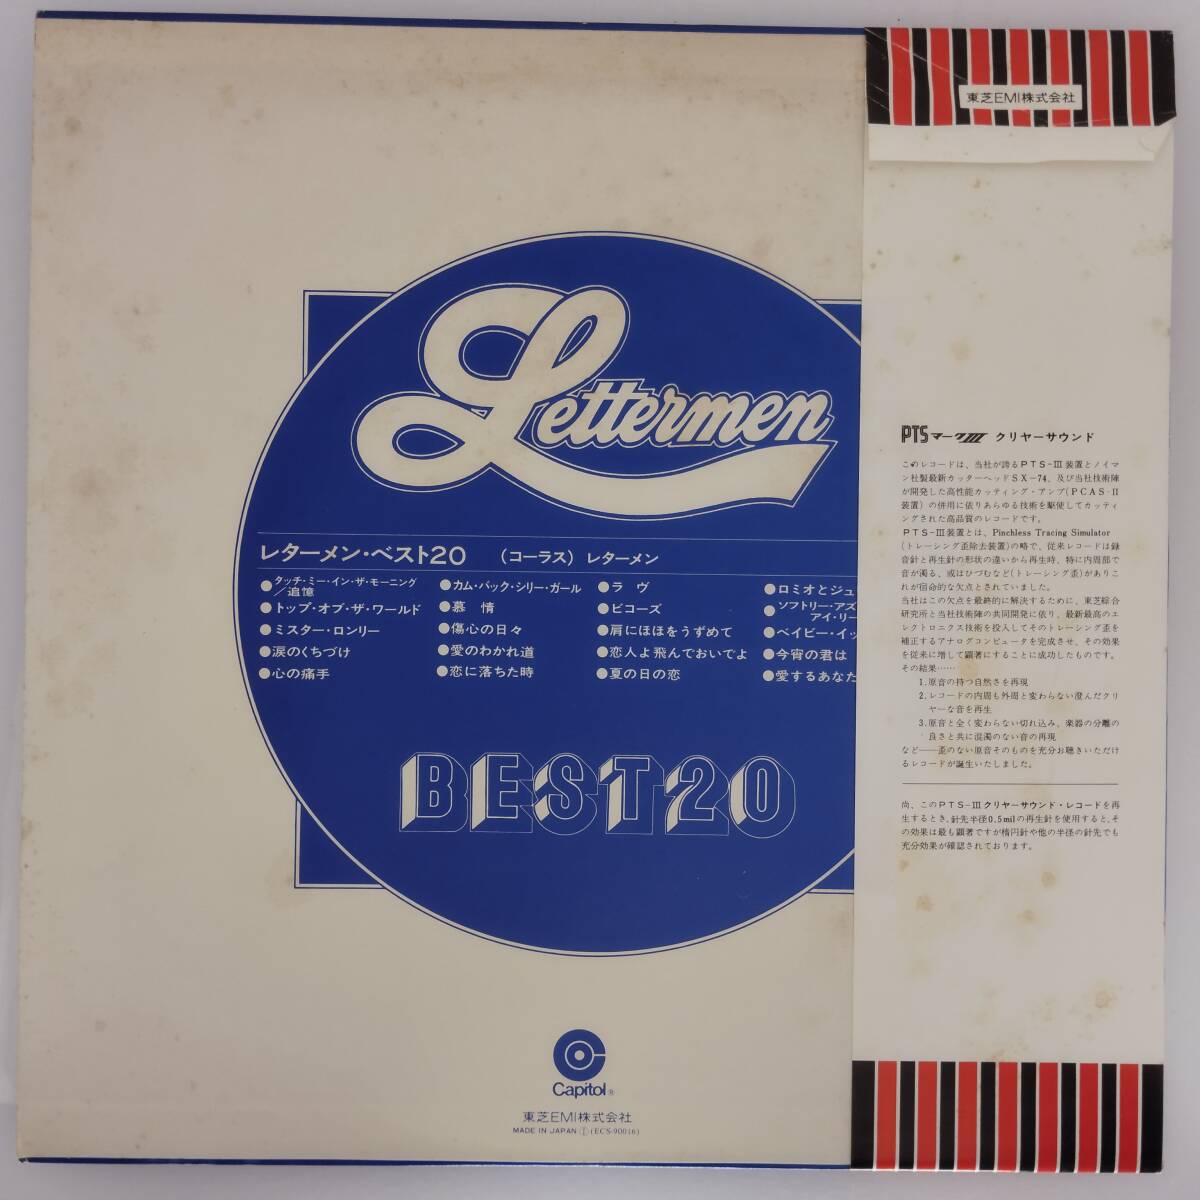 東芝EMI株式会社
Lettermen
レターメン・ベスト20 (コーラス) レターメン
●タッチ・ミー・イン・ザ・モーニング
／追憶
●トップ・オブ・ザ・ワールド
●ミスター・ロンリー
●涙のくちづけ
●心の痛手
●カム・バック・シリー・ガール
●慕情
●傷心の日々
●愛のわかれ道
●恋に落ちた時
●ラヴ
●ビコーズ
●肩にほほをうずめて
●恋人よ飛んでおいでよ
●夏の日の恋
●ロミオとジュ
●ソフトリー・アズ
アイ・リー
●ベイビー・イッ
●今宵の君は
●愛するあなた
BEST20
Capitol®
東芝EMI株式会社
MADE IN JAPAN Ⓣ (ECS-90016)
PTSマークIII クリヤーサウンド
このレコードは、当社が誇るPTS-III装置とノイマ
ン社製最新カッターヘッドSX-74、及び当社技術陣
が開発した高性能カッティング・アンプ(PCAS-II
装置)の併用に依りあらゆる技術を駆使してカッティ
ングされた高品質のレコードです。
PTS-III装置とは、Pinchless Tracing Simulator
(トレーシング歪除去装置)の略で、従来レコードは録
音針と再生針の形状の違いから再生時、特に内周部で
音が濁る、或はひづむなど(トレーシング歪)がありこ
れが宿命的な欠点とされていました。
当社はこの欠点を最終的に解決するために、東芝綜合
研究所と当社技術陣の共同開発に依り、最新最高のエ
レクトロニクス技術を投入してそのトレーシング歪を
補正するアナログコンピュータを完成させ、その効果
を従来に増して顕著にすることに成功したものです。
その結果……
1.原音の持つ自然さを再現
2.レコードの内周も外周と変わらない澄んだクリ
ヤーな音を再生
3.原音と全く変わらない切れ込み、楽器の分離の
良さと共に混濁のない音の再現
など──歪のない原音そのものを充分お聴きいただけ
るレコードが誕生いたしました。
尚、このPTS-IIIクリヤーサウンド・レコードを再
生するとき、針先半径0.5milの再生針を使用すると、そ
の効果は最も顕著ですが楕円針や他の半径の針先でも
充分効果が確認されております。